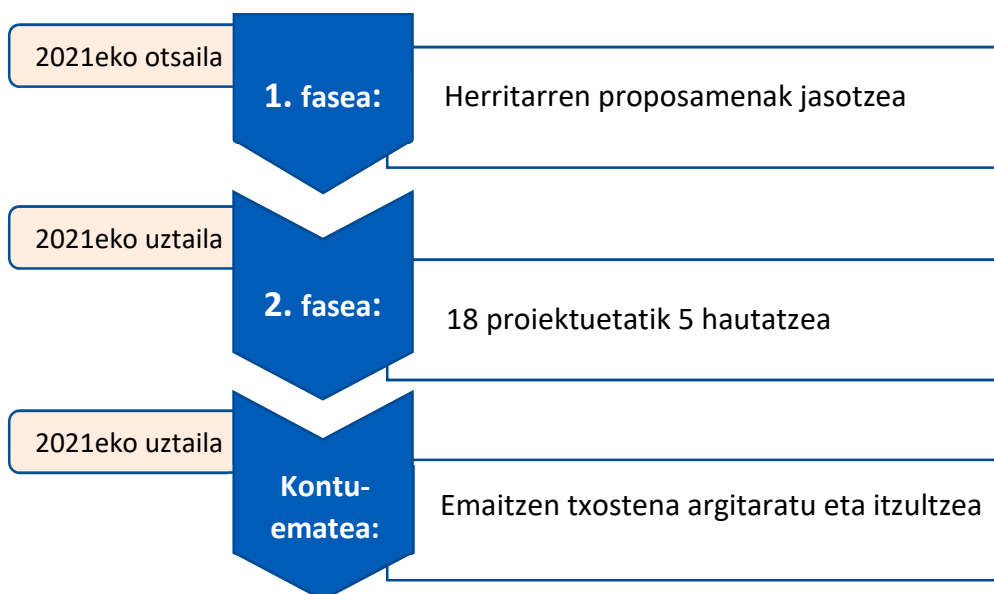 2021eko otsaila
1. fasea:
Herritarren proposamenak jasotzea
2021eko uztaila
2. fasea:
18 proiektuetatik 5 hautatzea
2021eko uztaila
Kontu-
ematea:
Emaitzen txostena argitaratu eta itzultzea